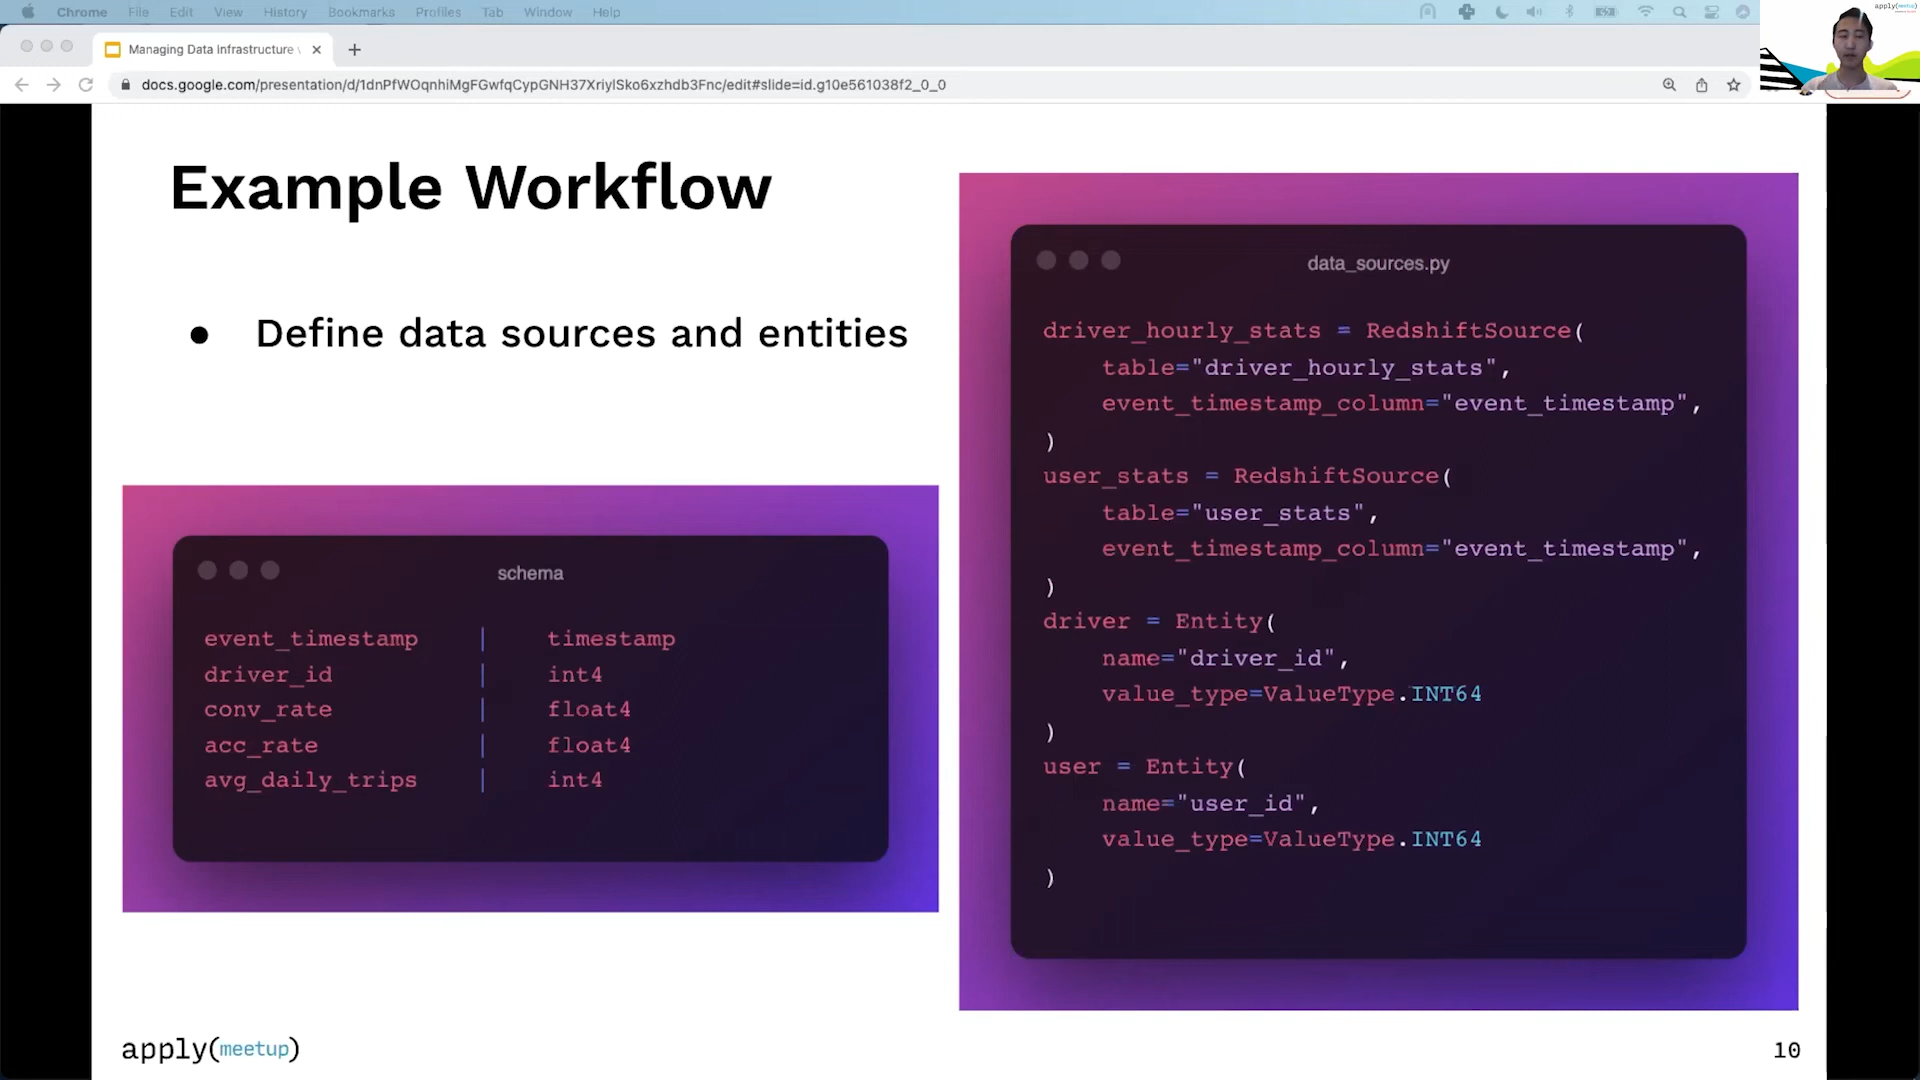 Chrome File Edit View History Bookmarks Profiles Tab Window Help
Managing Data Infrastructure
docs.google.com/presentation/d/1dnPfWOqnhiMgFGwfqCypGNH37XriylSko6xzhdb3Fnc/edit#slide=id.g10e561038f2_0_0
apply(meetup)
Example Workflow
● Define data sources and entities
schema
event_timestamp | timestamp
driver_id | int4
conv_rate | float4
acc_rate | float4
avg_daily_trips | int4
data_sources.py
driver_hourly_stats = RedshiftSource(
table="driver_hourly_stats",
event_timestamp_column="event_timestamp",
)
user_stats = RedshiftSource(
table="user_stats",
event_timestamp_column="event_timestamp",
)
driver = Entity(
name="driver_id",
value_type=ValueType.INT64
)
user = Entity(
name="user_id",
value_type=ValueType.INT64
)
apply(meetup)
10